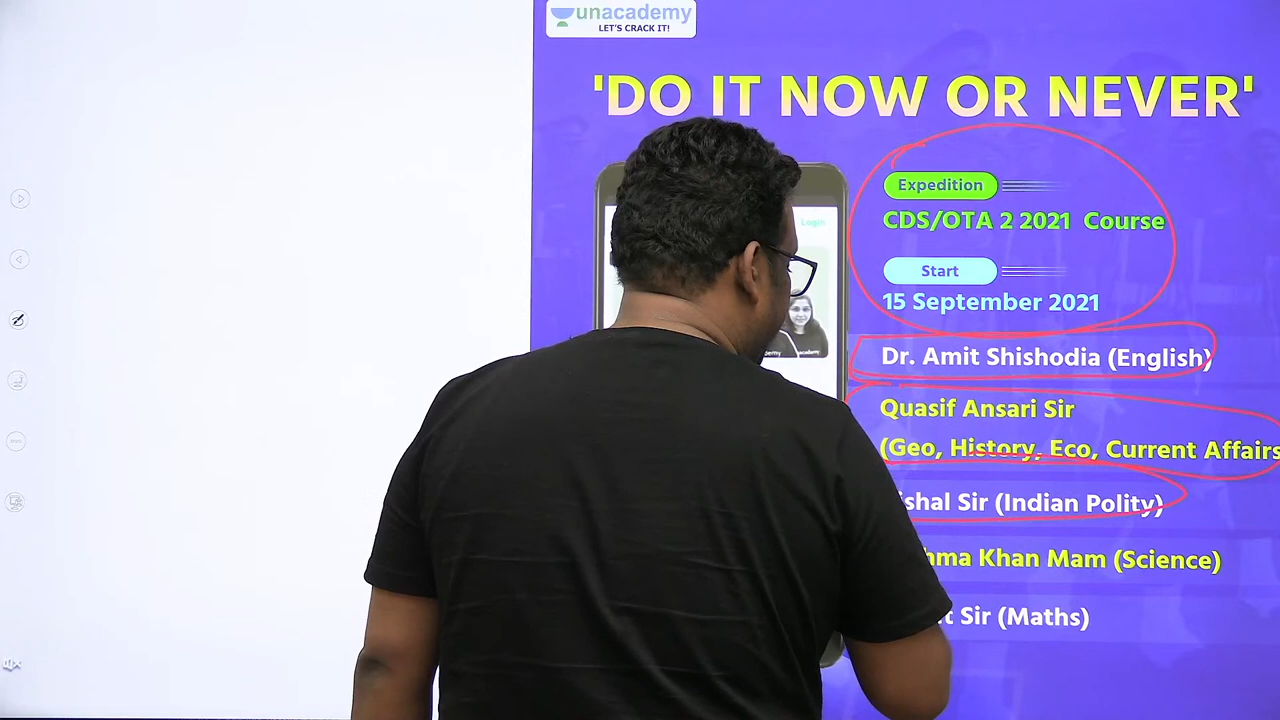 unacademy
LET'S CRACK IT!
'DO IT NOW OR NEVER'
Login
Expedition
CDS/OTA 2 2021 Course
Start
15 September 2021
Dr. Amit Shishodia (English)
Quasif Ansari Sir
(Geo, History, Eco, Current Affairs
Sir (Indian Polity)
Khan Mam (Science)
Sir (Maths)
academy